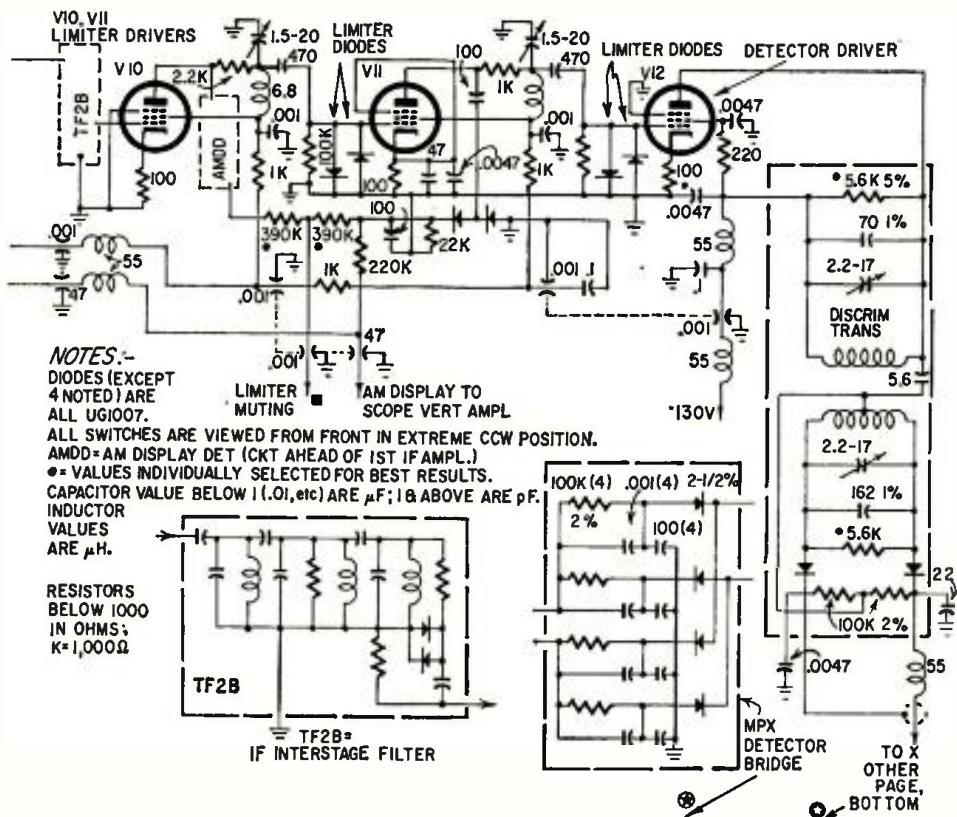 V10, V11
LIMITER DRIVERS
TF2B
V10
2.2K
AMDD
100
1.5-20
470
6.8
.001
1K
LIMITER
DIODES
100K
V11
100
1K
1.5-20
470
.001
1K
100
47
.0047
LIMITER DIODES
DETECTOR DRIVER
V12
.0047
220
100
.0047
390K
390K
100
22K
220K
1K
.001
.001
.1
.001
55
.001
55
47
.001
47
LIMITER
MUTING
AM DISPLAY TO
SCOPE VERT AMPL
55
+130V
5.6K 5%
70 1%
2.2-17
DISCRIM
TRANS
5.6
2.2-17
162 1%
5.6K
22
100K 2%
.0047
55
NOTES:-
DIODES (EXCEPT
4 NOTED) ARE
ALL UG1007.
ALL SWITCHES ARE VIEWED FROM FRONT IN EXTREME CCW POSITION.
AMDD=AM DISPLAY DET (CKT AHEAD OF 1ST IF AMPL.)
●= VALUES INDIVIDUALLY SELECTED FOR BEST RESULTS.
CAPACITOR VALUE BELOW 1 (.01,etc) ARE µF; 1 & ABOVE ARE pF.
INDUCTOR
VALUES
ARE µH.
RESISTORS
BELOW 1000
IN OHMS;
K=1,000Ω
TF2B
TF2B=
IF INTERSTAGE FILTER
100K(4)
.001(4)
2-1/2%
2%
100(4)
MPX
DETECTOR
BRIDGE
TO X
OTHER
PAGE,
BOTTOM